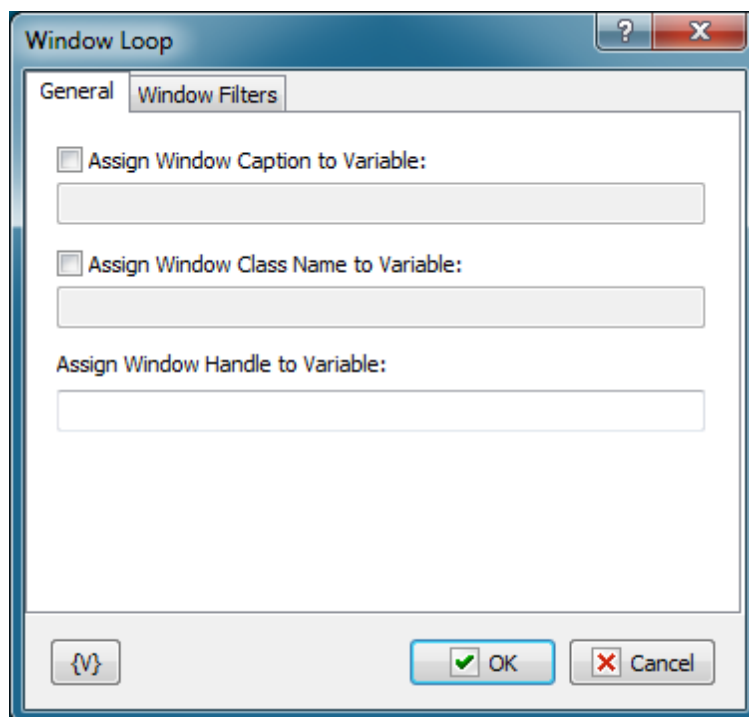 Window Loop
General Window Filters
Assign Window Caption to Variable:
Assign Window Class Name to Variable:
Assign Window Handle to Variable:
{V} OK Cancel